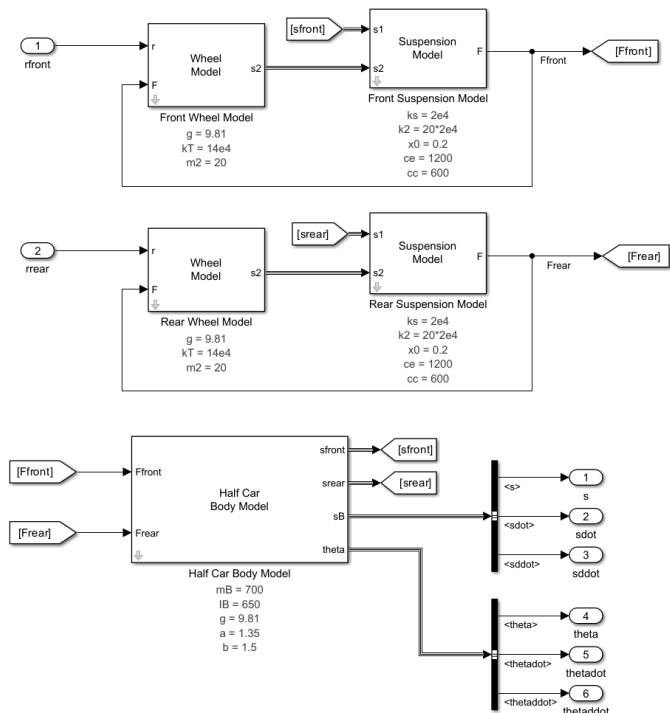 1
rfront
r
F
Wheel
Model
s2
Front Wheel Model
g = 9.81
kT = 14e4
m2 = 20
[sfront]
s1
s2
Suspension
Model
F
Front Suspension Model
ks = 2e4
k2 = 20*2e4
x0 = 0.2
ce = 1200
cc = 600
Ffront
[Ffront]
2
rrear
r
F
Wheel
Model
s2
Rear Wheel Model
g = 9.81
kT = 14e4
m2 = 20
[srear]
s1
s2
Suspension
Model
F
Rear Suspension Model
ks = 2e4
k2 = 20*2e4
x0 = 0.2
ce = 1200
cc = 600
Frear
[Frear]
[Ffront]
[Frear]
Ffront
Frear
Half Car
Body Model
sfront
srear
sB
theta
Half Car Body Model
mB = 700
IB = 650
g = 9.81
a = 1.35
b = 1.5
[sfront]
[srear]
<s>
1
s
<sdot>
2
sdot
<sddot>
3
sddot
<theta>
4
theta
<thetadot>
5
thetadot
<thetaddot>
6
thetaddot